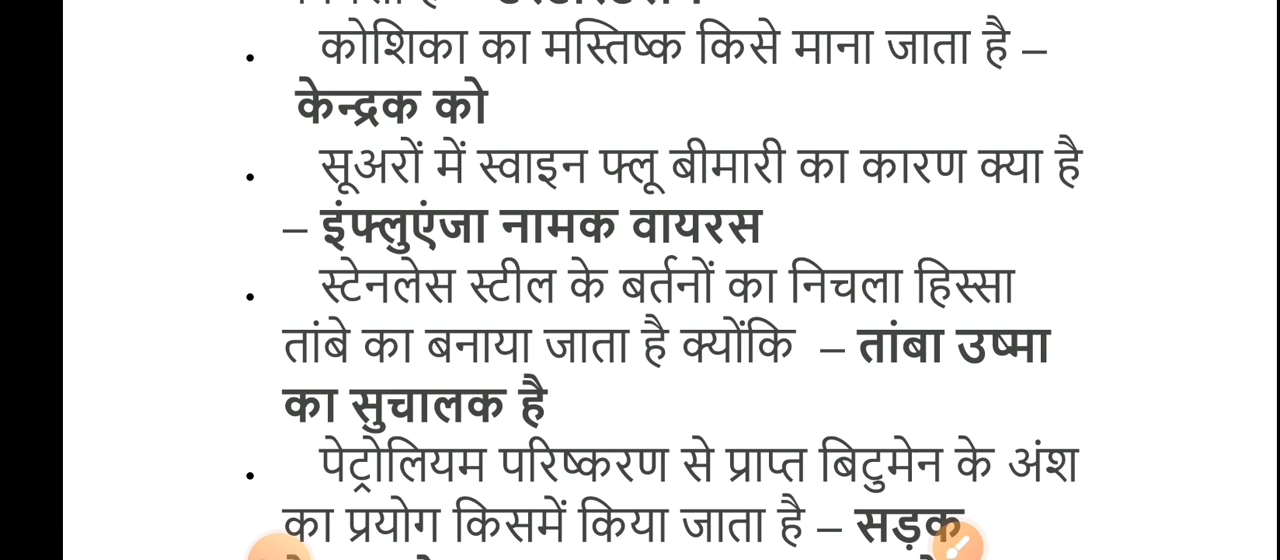 • कोशिका का मस्तिष्क किसे माना जाता है –
केन्द्रक को
• सूअरों में स्वाइन फ्लू बीमारी का कारण क्या है
– इंफ्लुएंजा नामक वायरस
• स्टेनलेस स्टील के बर्तनों का निचला हिस्सा
तांबे का बनाया जाता है क्योंकि – तांबा उष्मा
का सुचालक है
• पेट्रोलियम परिष्करण से प्राप्त बिटुमेन के अंश
का प्रयोग किसमें किया जाता है – सड़क